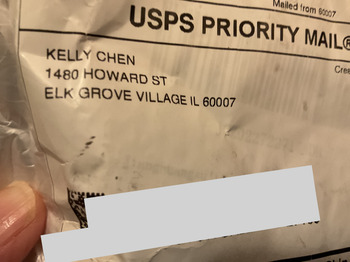 Mailed from 60007
USPS PRIORITY MAIL®
KELLY CHEN
1480 HOWARD ST
ELK GROVE VILLAGE IL 60007